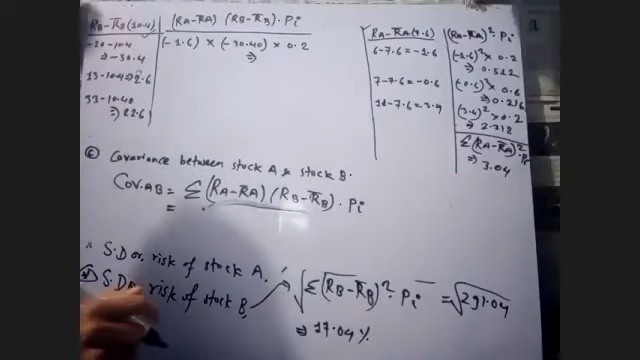 RB-R̅B(10.4) (RA-R̅A) (RB-R̅B)·Pi
-20-10.4 (-1.6) × (-30.40) × 0.2
⇒ -30.4 ⇒
13-10.4⇒2.6
33-10.40
⇒ 22.6
RA-R̅A(7.6) (RA-R̅A)²·Pi
6-7.6=-1.6 (-1.6)² × 0.2
⇒ 0.512
7-7.6=-0.6 (-0.6)² × 0.6
⇒ 0.216
11-7.6=3.4 (3.4)² × 0.2
⇒ 2.312
Σ(RA-R̅A)²·Pi
⇒ 3.04
© Covariance between stock A & stock B.
COV.AB = Σ(RA-R̅A) (RB-R̅B)·Pi
=
S.D or risk of stock A.
S.D or risk of stock B, √Σ(RB-R̅B)²·Pi = √291.04
⇒ 17.04 %